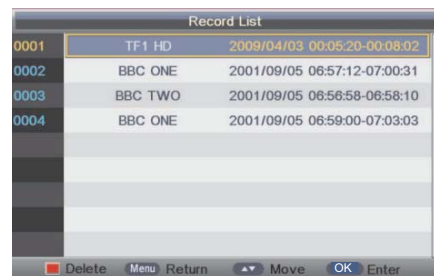 Record List
0001 TF1 HD 2009/04/03 00:05:20-00:08:02
0002 BBC ONE 2001/09/05 06:57:12-07:00:31
0003 BBC TWO 2001/09/05 06:56:58-06:58:10
0004 BBC ONE 2001/09/05 06:59:00-07:03:03
Delete Menu Return Move OK Enter